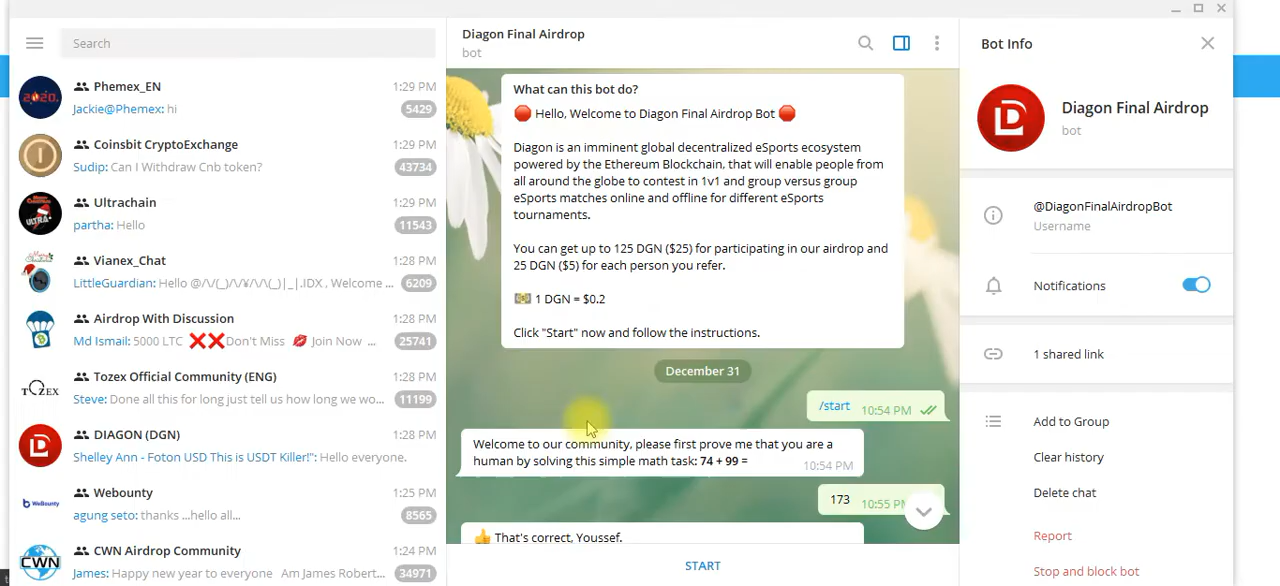 Search
Phemex_EN
1:29 PM
Jackie@Phemex: hi
5429
Coinsbit CryptoExchange
1:29 PM
Sudip: Can I Withdraw Cnb token?
43734
Ultrachain
1:29 PM
partha: Hello
11543
Vianex_Chat
1:28 PM
LittleGuardian: Hello @/\/(_)/\/¥/\/\(_)|_|.IDX , Welcome ...
6209
Airdrop With Discussion
1:28 PM
Md Ismail: 5000 LTC ❌❌Don't Miss 💋 Join Now ...
25741
Tozex Official Community (ENG)
1:28 PM
Steve: Done all this for long just tell us how long we wo...
11199
DIAGON (DGN)
1:28 PM
Shelley Ann - Foton USD This is USDT Killer!": Hello everyone.
Webounty
1:25 PM
agung seto: thanks ...hello all...
8565
CWN Airdrop Community
1:24 PM
James: Happy new year to everyone Am James Robert...
34971
2020.
ULTRA
TOZEX
WeBounty
CWN
Diagon Final Airdrop
bot
What can this bot do?
🛑 Hello, Welcome to Diagon Final Airdrop Bot 🛑
Diagon is an imminent global decentralized eSports ecosystem
powered by the Ethereum Blockchain, that will enable people from
all around the globe to contest in 1v1 and group versus group
eSports matches online and offline for different eSports
tournaments.
You can get up to 125 DGN ($25) for participating in our airdrop and
25 DGN ($5) for each person you refer.
💵 1 DGN = $0.2
Click "Start" now and follow the instructions.
December 31
/start 10:54 PM
Welcome to our community, please first prove me that you are a
human by solving this simple math task: 74 + 99 =
10:54 PM
173 10:55 PM
👍 That's correct, Youssef.
START
Bot Info
Diagon Final Airdrop
bot
@DiagonFinalAirdropBot
Username
Notifications
1 shared link
Add to Group
Clear history
Delete chat
Report
Stop and block bot